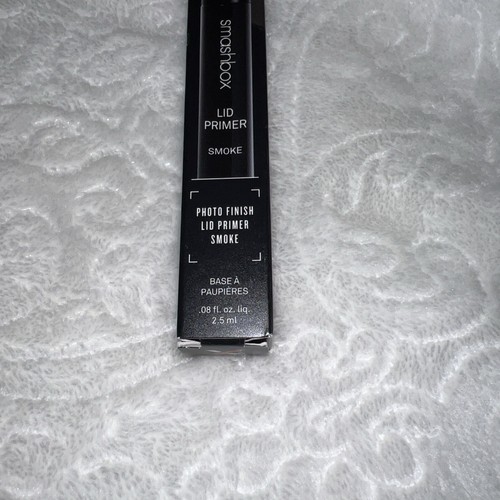 smashbox
LID
PRIMER
SMOKE
PHOTO FINISH
LID PRIMER
SMOKE
BASE À
PAUPIÈRES
.08 fl. oz. liq.
2.5 ml